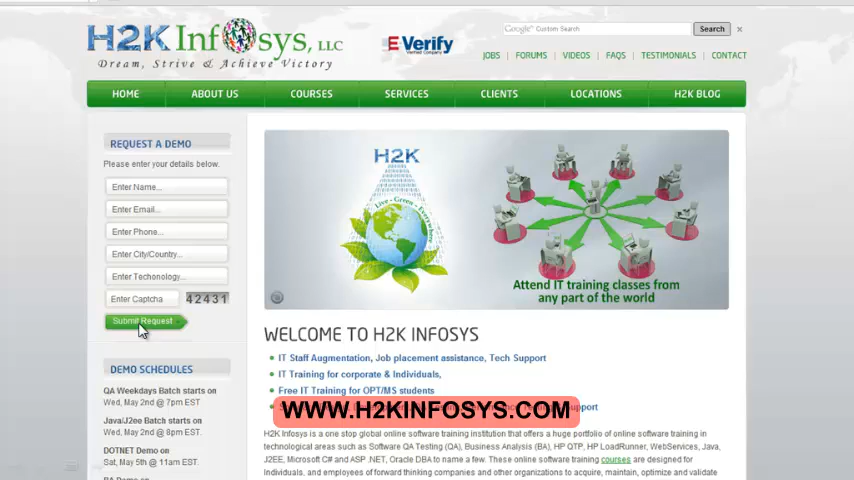 H2K Infosys, LLC
Dream, Strive & Achieve Victory
E-Verify
Google™ Custom Search
Search
JOBS | FORUMS | VIDEOS | FAQS | TESTIMONIALS | CONTACT
HOME ABOUT US COURSES SERVICES CLIENTS LOCATIONS H2K BLOG
REQUEST A DEMO
Please enter your details below.
Enter Name...
Enter Email...
Enter Phone...
Enter City/Country...
Enter Techonology...
Enter Captcha 42431
Submit Request
DEMO SCHEDULES
QA Weekdays Batch starts on
Wed, May 2nd @ 7pm EST
Java/J2ee Batch starts on
Wed, May 2nd @ 8pm EST.
DOTNET Demo on
Sat, May 5th @ 11am EST.
H2K
Live - Green - Every
Attend IT training classes from
any part of the world
WELCOME TO H2K INFOSYS
IT Staff Augmentation, Job placement assistance, Tech Support
IT Training for corporate & Individuals,
Free IT Training for OPT/MS students
WWW.H2KINFOSYS.COM
H2K Infosys is a one stop global online software training institution that offers a huge portfolio of online software training in
technological areas such as Software QA Testing (QA), Business Analysis (BA), HP QTP, HP LoadRunner, WebServices, Java,
J2EE, Microsoft C# and ASP .NET, Oracle DBA to name a few. These online software training courses are designed for
Individuals, and employees of forward thinking companies and other organizations to acquire, maintain, optimize and update